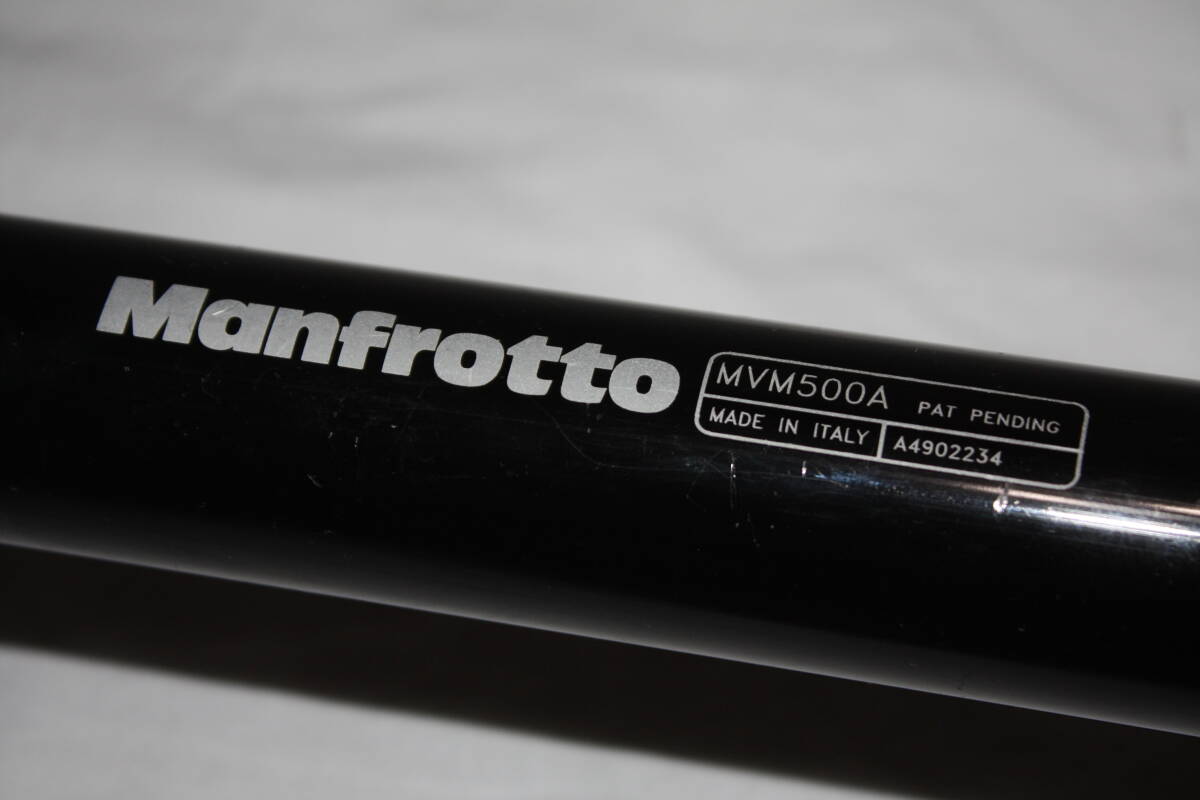 Manfrotto
MVM500A PAT PENDING
MADE IN ITALY A4902234